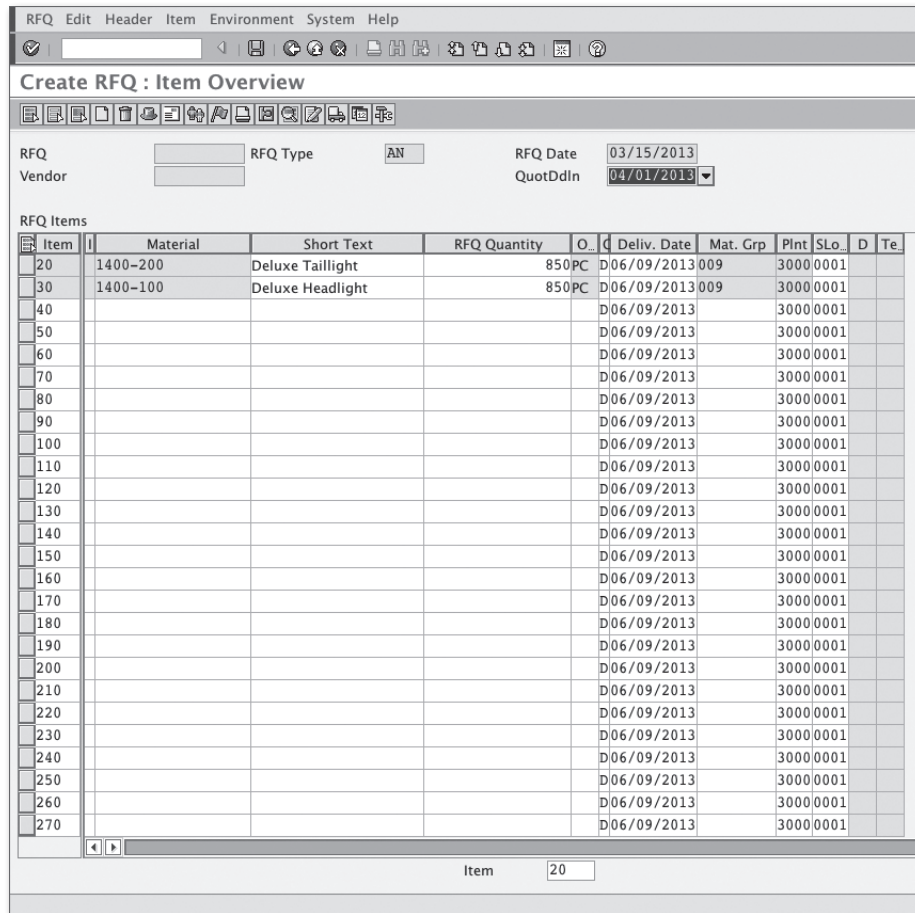 RFQ Edit Header Item Environment System Help
Create RFQ : Item Overview
RFQ RFQ Type AN RFQ Date 03/15/2013
Vendor QuotDdln 04/01/2013
RFQ Items
Item I Material Short Text RFQ Quantity O.. C Deliv. Date Mat. Grp Plnt SLo.. D Te..
20 1400-200 Deluxe Taillight 850 PC D 06/09/2013 009 3000 0001
30 1400-100 Deluxe Headlight 850 PC D 06/09/2013 009 3000 0001
40 D 06/09/2013 3000 0001
50 D 06/09/2013 3000 0001
60 D 06/09/2013 3000 0001
70 D 06/09/2013 3000 0001
80 D 06/09/2013 3000 0001
90 D 06/09/2013 3000 0001
100 D 06/09/2013 3000 0001
110 D 06/09/2013 3000 0001
120 D 06/09/2013 3000 0001
130 D 06/09/2013 3000 0001
140 D 06/09/2013 3000 0001
150 D 06/09/2013 3000 0001
160 D 06/09/2013 3000 0001
170 D 06/09/2013 3000 0001
180 D 06/09/2013 3000 0001
190 D 06/09/2013 3000 0001
200 D 06/09/2013 3000 0001
210 D 06/09/2013 3000 0001
220 D 06/09/2013 3000 0001
230 D 06/09/2013 3000 0001
240 D 06/09/2013 3000 0001
250 D 06/09/2013 3000 0001
260 D 06/09/2013 3000 0001
270 D 06/09/2013 3000 0001
Item 20